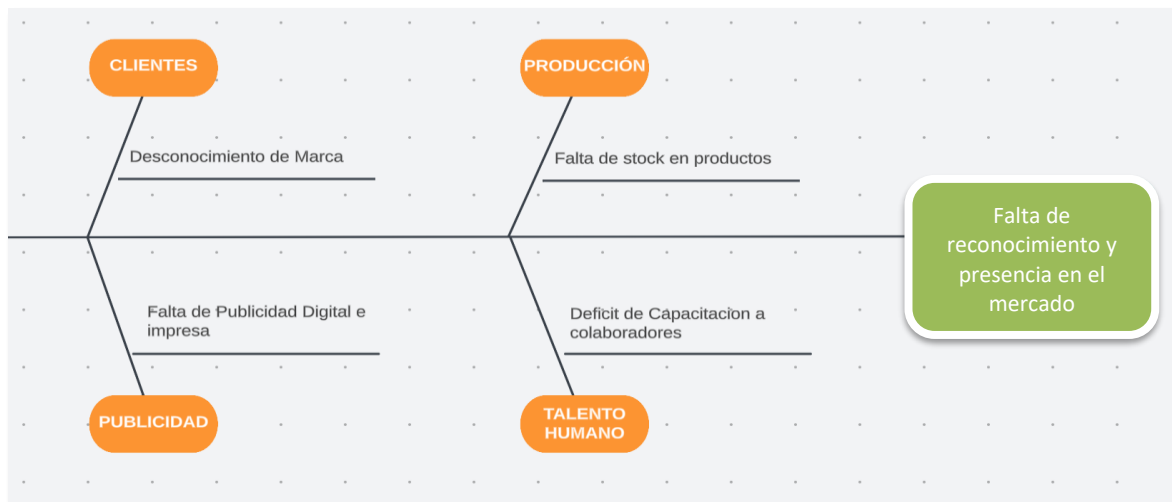 CLIENTES
PRODUCCIÓN
Desconocimiento de Marca
Falta de stock en productos
Falta de
reconocimiento y
presencia en el
mercado
Falta de Publicidad Digital e
impresa
Deficit de Capacitacion a
colaboradores
PUBLICIDAD
TALENTO
HUMANO